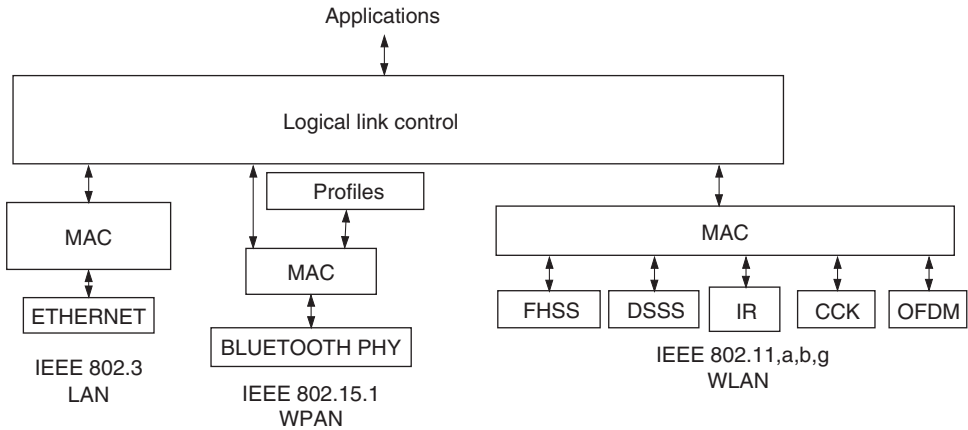 Applications
Logical link control
Profiles
MAC
MAC
MAC
ETHERNET
BLUETOOTH PHY
FHSS
DSSS
IR
CCK
OFDM
IEEE 802.3
LAN
IEEE 802.15.1
WPAN
IEEE 802.11,a,b,g
WLAN